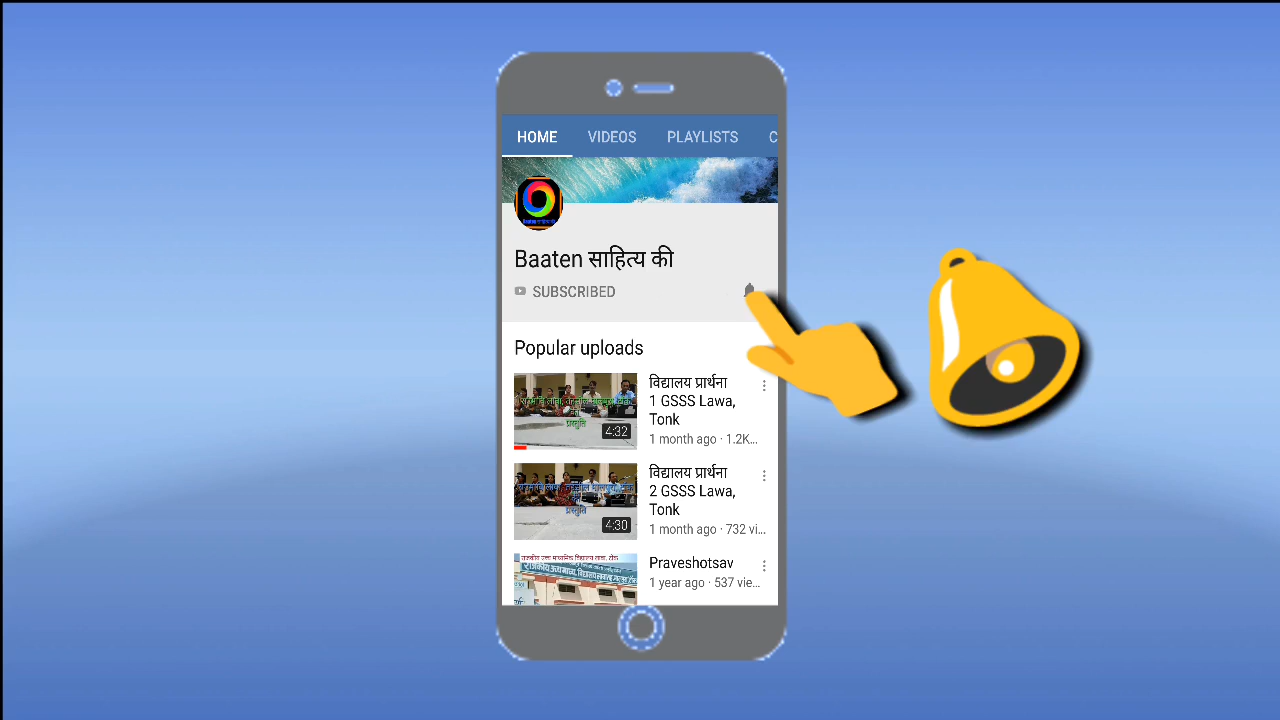 HOME VIDEOS PLAYLISTS C
Baaten साहित्य की
SUBSCRIBED
Popular uploads
विद्यालय प्रार्थना
1 GSSS Lawa,
Tonk
1 month ago · 1.2K...
4:32
प्रस्तुति
विद्यालय प्रार्थना
2 GSSS Lawa,
Tonk
1 month ago · 732 vi...
4:30
प्रस्तुति
Praveshotsav
1 year ago · 537 vie...